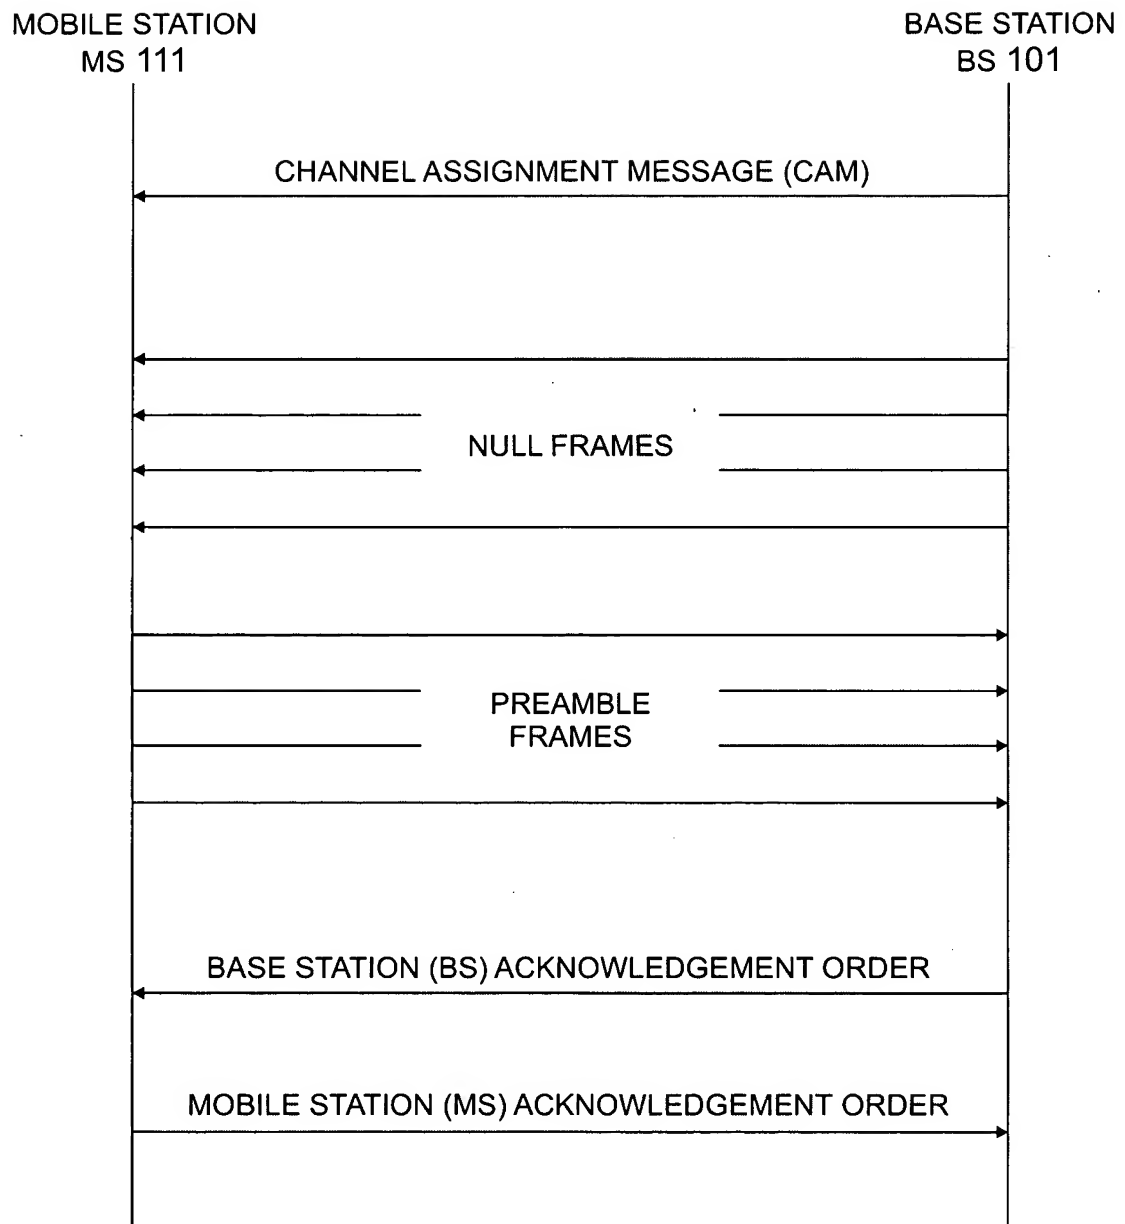 MOBILE STATION
MS 111
BASE STATION
BS 101
CHANNEL ASSIGNMENT MESSAGE (CAM)
NULL FRAMES
PREAMBLE
FRAMES
BASE STATION (BS) ACKNOWLEDGEMENT ORDER
MOBILE STATION (MS) ACKNOWLEDGEMENT ORDER